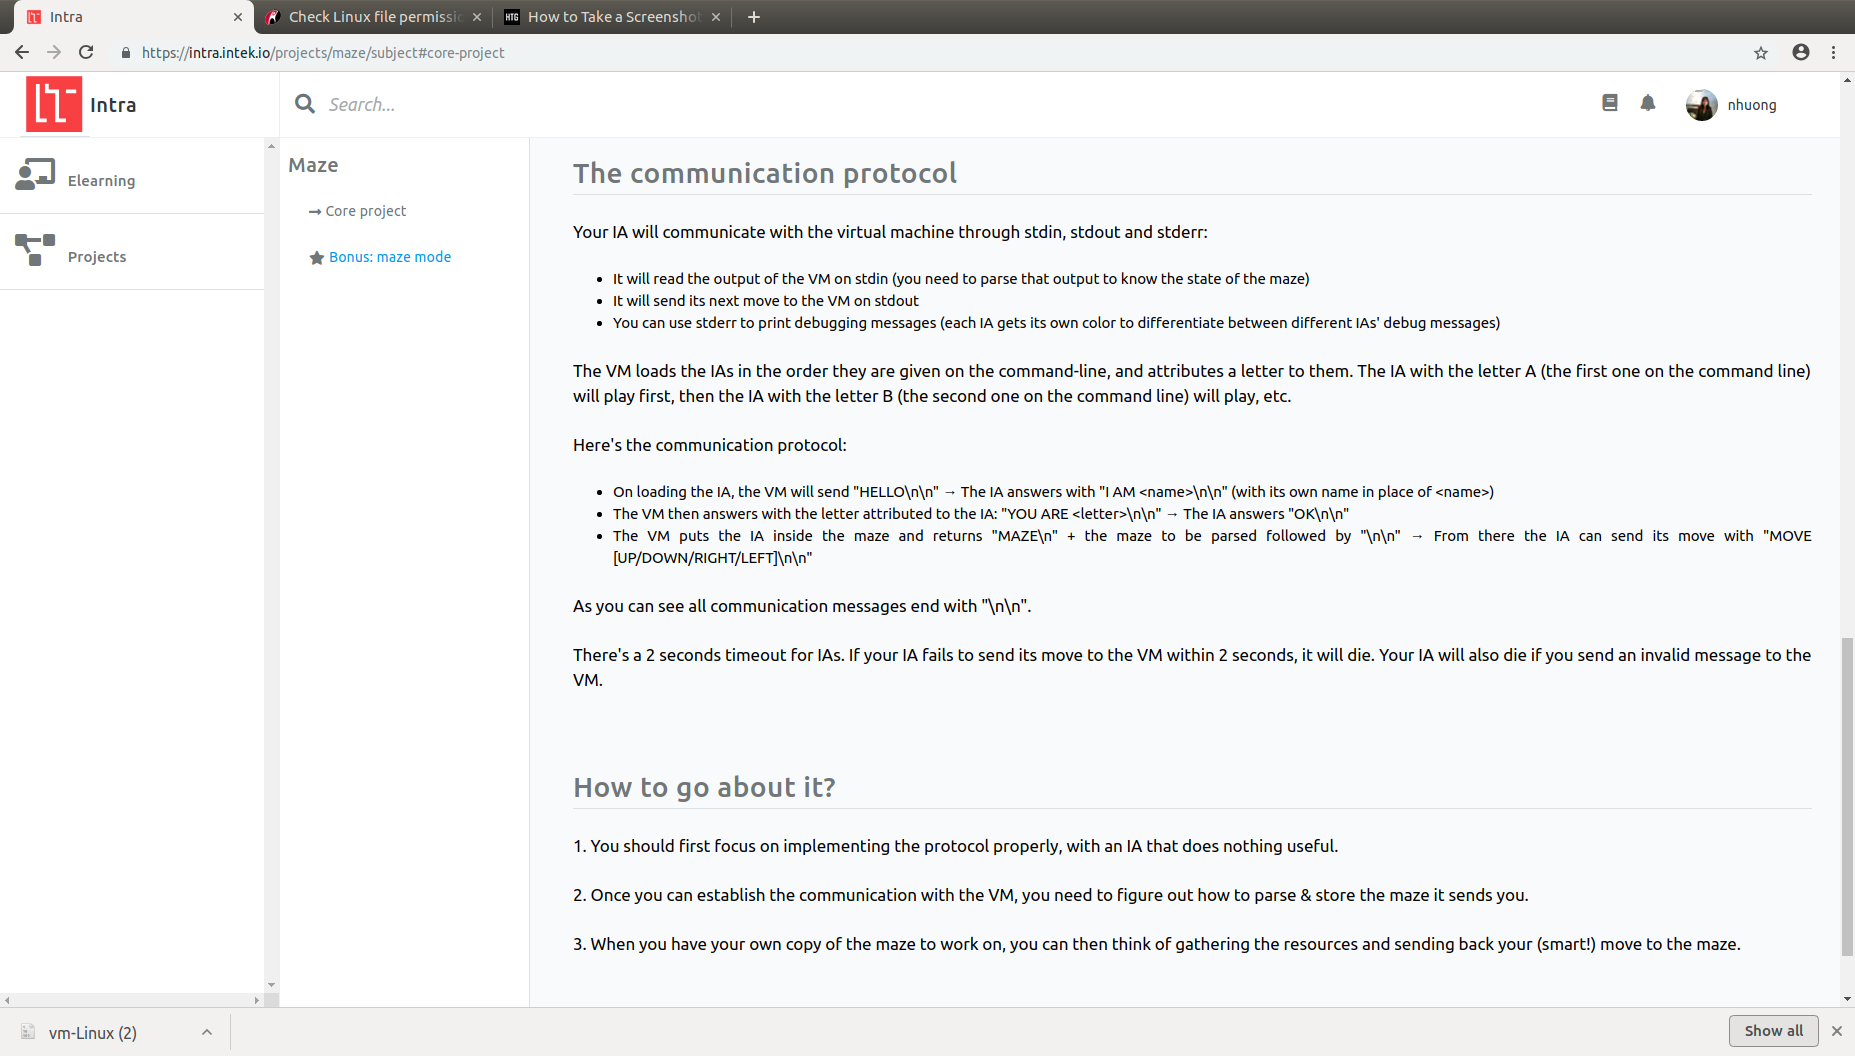 Intra
Check Linux file permissio
HTG
How to Take a Screenshot
https://intra.intek.io/projects/maze/subject#core-project
Intra
Search...
nhuong
Elearning
Projects
Maze
Core project
Bonus: maze mode
The communication protocol
Your IA will communicate with the virtual machine through stdin, stdout and stderr:
• It will read the output of the VM on stdin (you need to parse that output to know the state of the maze)
• It will send its next move to the VM on stdout
• You can use stderr to print debugging messages (each IA gets its own color to differentiate between different IAs' debug messages)
The VM loads the IAs in the order they are given on the command-line, and attributes a letter to them. The IA with the letter A (the first one on the command line)
will play first, then the IA with the letter B (the second one on the command line) will play, etc.
Here's the communication protocol:
• On loading the IA, the VM will send "HELLO\n\n" → The IA answers with "I AM <name>\n\n" (with its own name in place of <name>)
• The VM then answers with the letter attributed to the IA: "YOU ARE <letter>\n\n" → The IA answers "OK\n\n"
• The VM puts the IA inside the maze and returns "MAZE\n" + the maze to be parsed followed by "\n\n" → From there the IA can send its move with "MOVE
[UP/DOWN/RIGHT/LEFT]\n\n"
As you can see all communication messages end with "\n\n".
There's a 2 seconds timeout for IAs. If your IA fails to send its move to the VM within 2 seconds, it will die. Your IA will also die if you send an invalid message to the
VM.
How to go about it?
1. You should first focus on implementing the protocol properly, with an IA that does nothing useful.
2. Once you can establish the communication with the VM, you need to figure out how to parse & store the maze it sends you.
3. When you have your own copy of the maze to work on, you can then think of gathering the resources and sending back your (smart!) move to the maze.
vm-Linux (2)
Show all